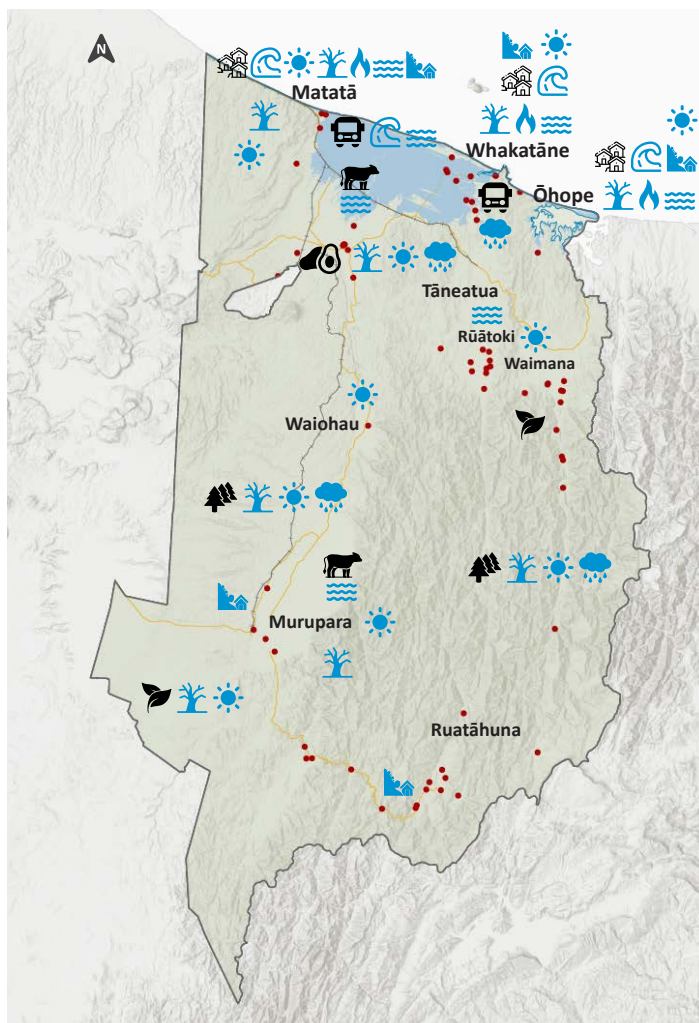 N
Matatā
Whakatāne
Ōhope
Tāneatua
Rūātoki
Waimana
Waiohau
Murupara
Ruatāhuna